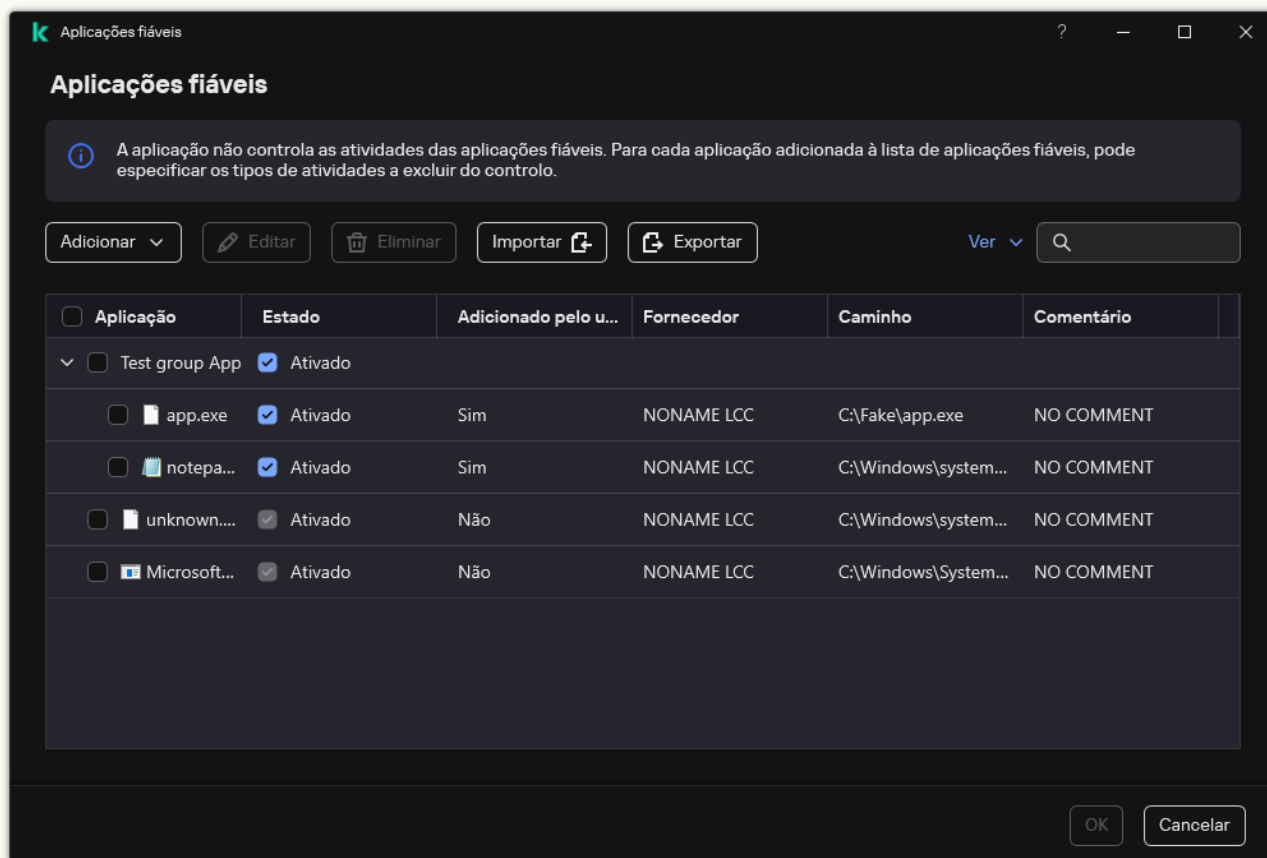 Aplicações fiáveis
Aplicações fiáveis
A aplicação não controla as atividades das aplicações fiáveis. Para cada aplicação adicionada à lista de aplicações fiáveis, pode
especificar os tipos de atividades a excluir do controlo.
Adicionar Editar Eliminar Importar Exportar Ver
Aplicação Estado Adicionado pelo u... Fornecedor Caminho Comentário
Test group App Ativado
app.exe Ativado Sim NONAME LCC C:\Fake\app.exe NO COMMENT
notepa... Ativado Sim NONAME LCC C:\Windows\system... NO COMMENT
unknown.... Ativado Não NONAME LCC C:\Windows\system... NO COMMENT
Microsoft... Ativado Não NONAME LCC C:\Windows\System... NO COMMENT
OK Cancelar